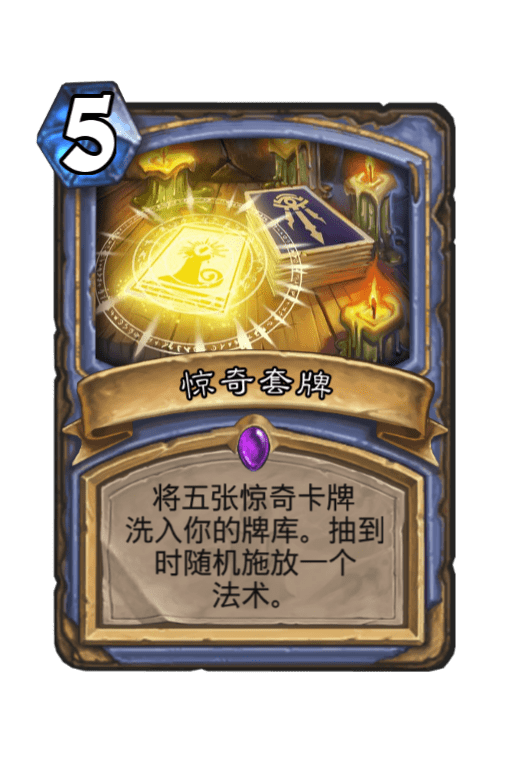 5
惊奇套牌
将五张惊奇卡牌
洗入你的牌库。抽到
时随机施放一个
法术。